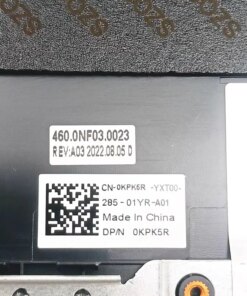 SZOS
460.0NF03.0023
REV:A03 2022.08.05 D
CN-0KPK5R -YXT00-
285-01YR-A01
Made In China
DP/N 0KPK5R